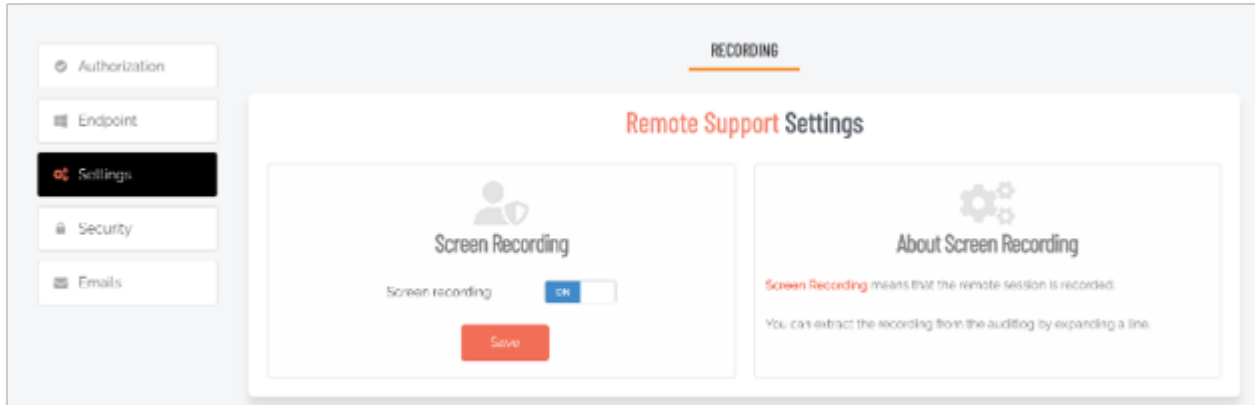 Authorization
Endpoint
Settings
Security
Emails
RECORDING
Remote Support Settings
Screen Recording
Screen recording ON
Save
About Screen Recording
Screen Recording means that the remote session is recorded.
You can extract the recording from the auditlog by expanding a line.